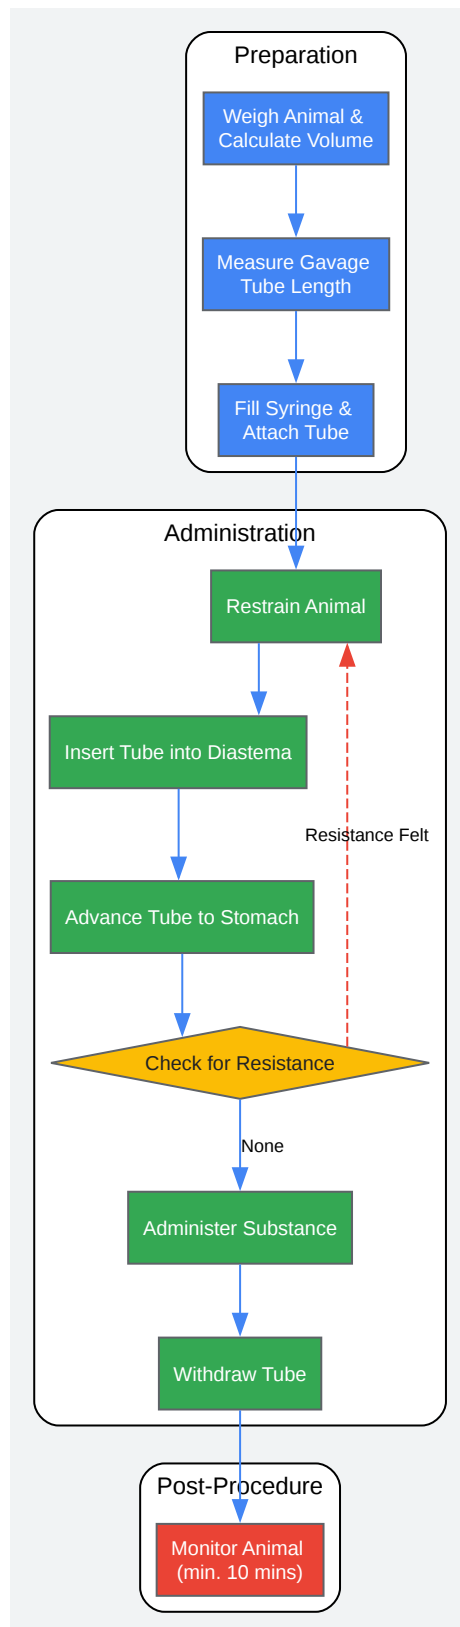 Preparation
Weigh Animal &
Calculate Volume
Measure Gavage
Tube Length
Fill Syringe &
Attach Tube
Administration
Restrain Animal
Insert Tube into Diastema
Resistance Felt
Advance Tube to Stomach
Check for Resistance
None
Administer Substance
Withdraw Tube
Post-Procedure
Monitor Animal
(min. 10 mins)